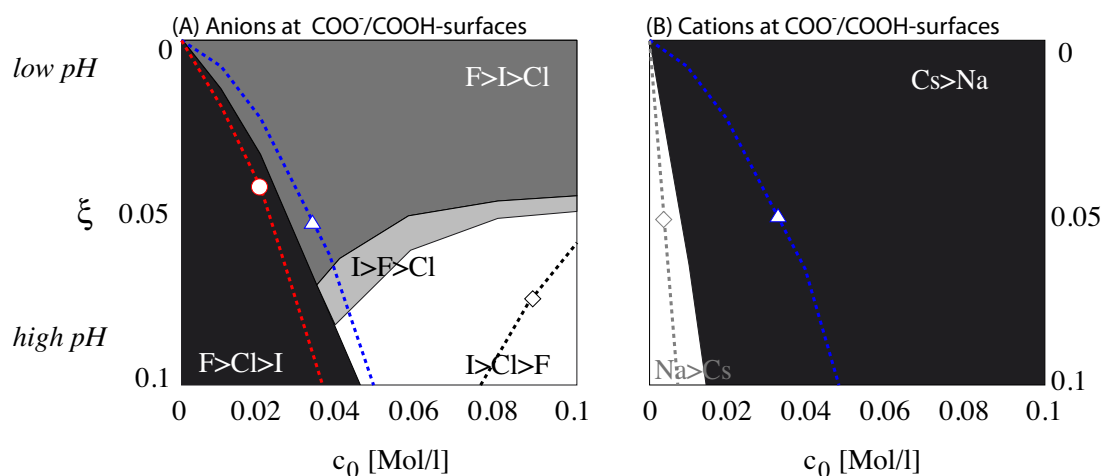 (A) Anions at COO⁻/COOH-surfaces
(B) Cations at COO⁻/COOH-surfaces
low pH
ξ
high pH
0
0.05
0.1
F>I>Cl
I>F>Cl
F>Cl>I
I>Cl>F
0 0.02 0.04 0.06 0.08 0.1
c₀ [Mol/l]
Cs>Na
Na>Cs
0
0.05
0.1
0 0.02 0.04 0.06 0.08 0.1
c₀ [Mol/l]